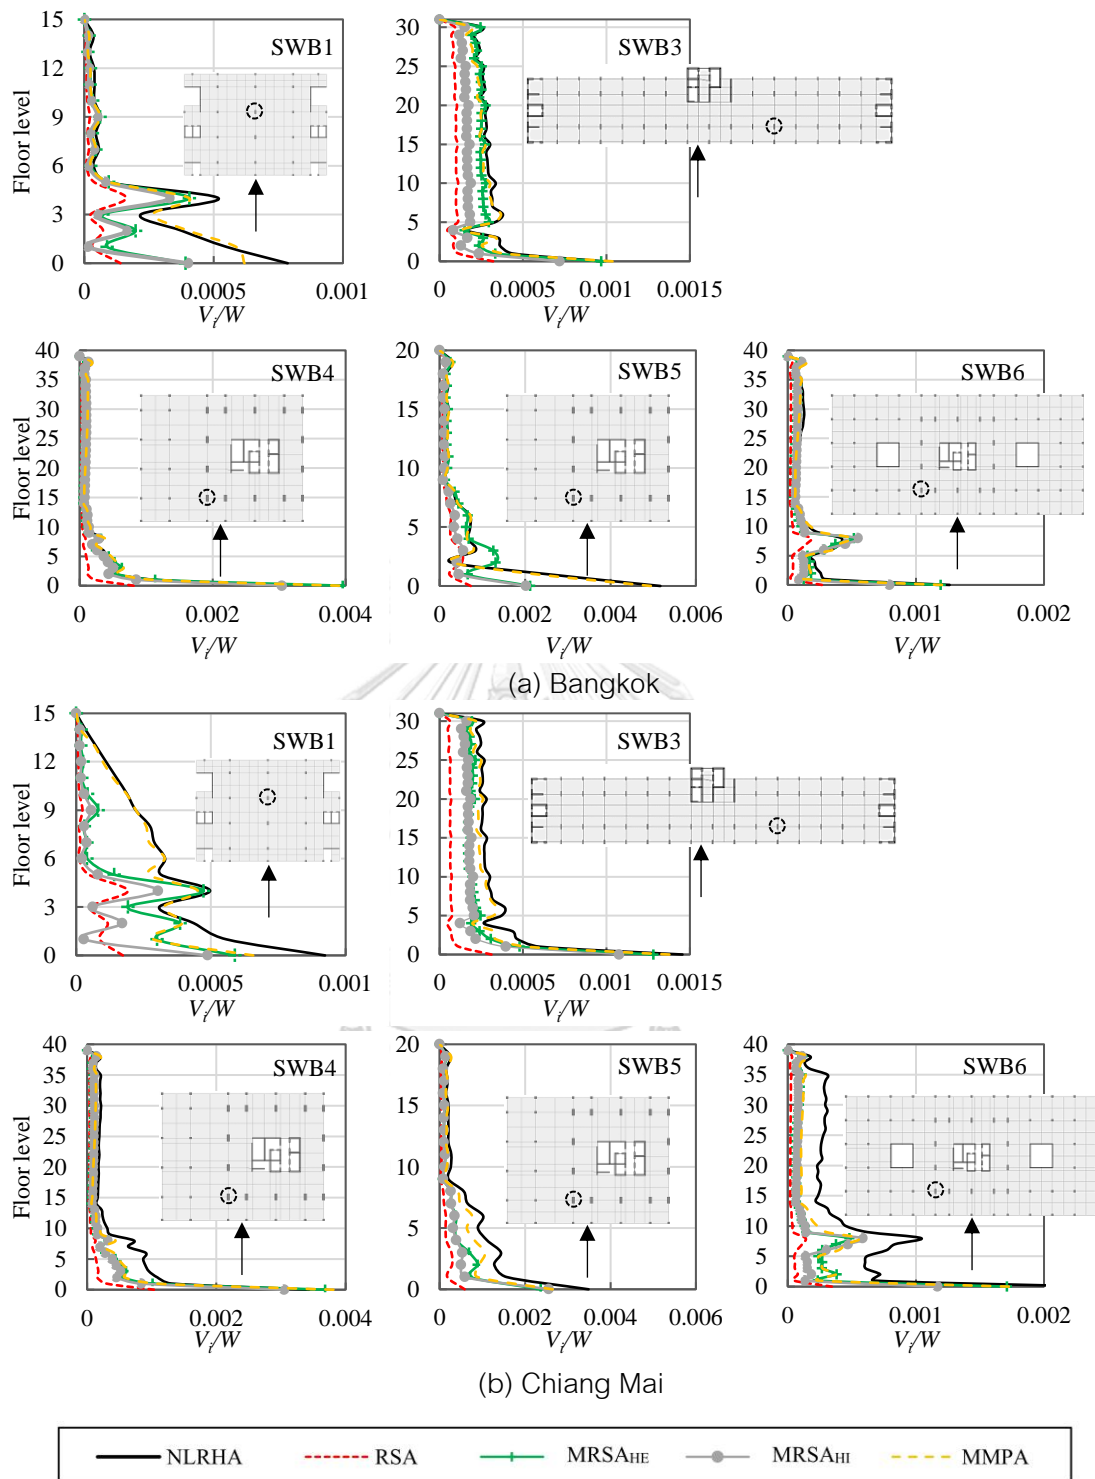 SWB1
15
12
9
6
3
0
Floor level
0 0.0005 0.001
Vi/W
SWB3
30
25
20
15
10
5
0
0 0.0005 0.001 0.0015
Vi/W
SWB4
40
35
30
25
20
15
10
5
0
Floor level
0 0.002 0.004
Vi/W
SWB5
20
15
10
5
0
0 0.002 0.004 0.006
Vi/W
SWB6
40
35
30
25
20
15
10
5
0
0 0.001 0.002
Vi/W
(a) Bangkok
SWB1
15
12
9
6
3
0
Floor level
0 0.0005 0.001
Vi/W
SWB3
30
25
20
15
10
5
0
0 0.0005 0.001 0.0015
Vi/W
SWB4
40
35
30
25
20
15
10
5
0
Floor level
0 0.002 0.004
Vi/W
SWB5
20
15
10
5
0
0 0.002 0.004 0.006
Vi/W
SWB6
40
35
30
25
20
15
10
5
0
0 0.001 0.002
Vi/W
(b) Chiang Mai
NLRHA RSA MRSAHE MRSAHI MMPA